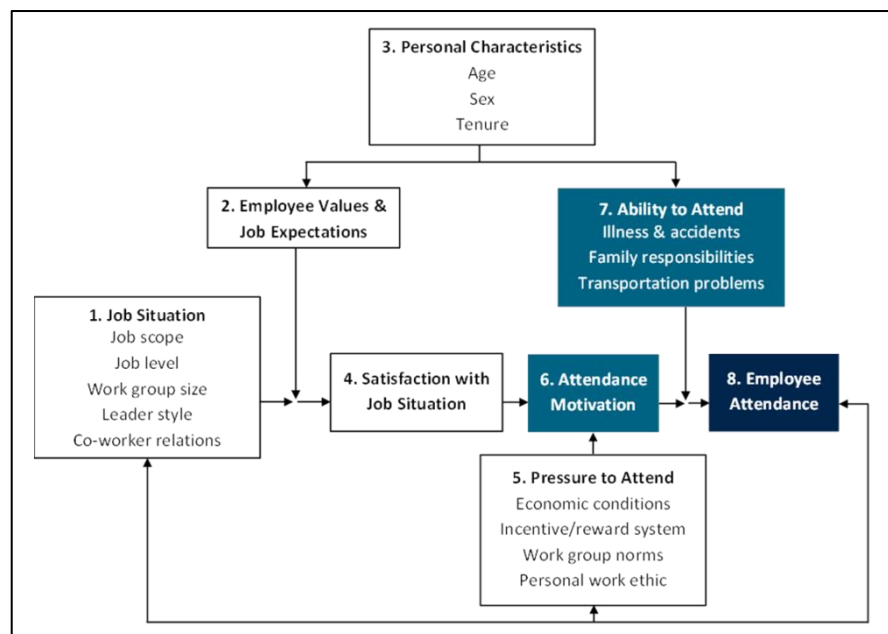 3. Personal Characteristics
Age
Sex
Tenure
2. Employee Values &
Job Expectations
7. Ability to Attend
Illness & accidents
Family responsibilities
Transportation problems
1. Job Situation
Job scope
Job level
Work group size
Leader style
Co-worker relations
4. Satisfaction with
Job Situation
6. Attendance
Motivation
8. Employee
Attendance
5. Pressure to Attend
Economic conditions
Incentive/reward system
Work group norms
Personal work ethic